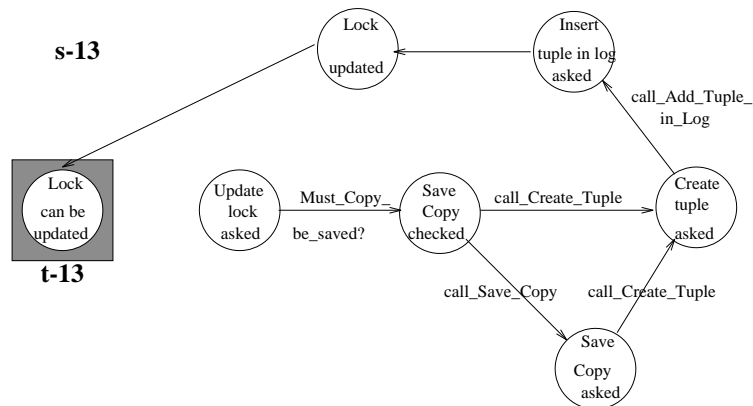 s-13
Lock
updated
Insert
tuple in log
asked
call_Add_Tuple_
in_Log
Lock
can be
updated
t-13
Update
lock
asked
Must_Copy_
be_saved?
Save
Copy
checked
call_Create_Tuple
Create
tuple
asked
call_Save_Copy
call_Create_Tuple
Save
Copy
asked